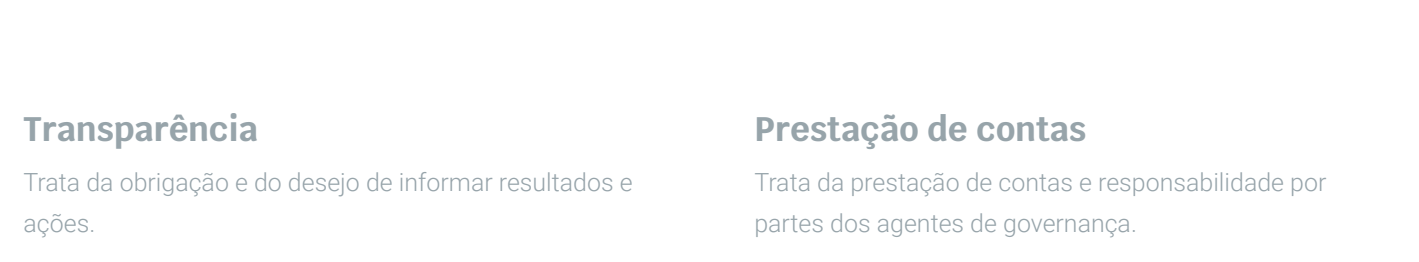 Transparência
Trata da obrigação e do desejo de informar resultados e
ações.
Prestação de contas
Trata da prestação de contas e responsabilidade por
partes dos agentes de governança.